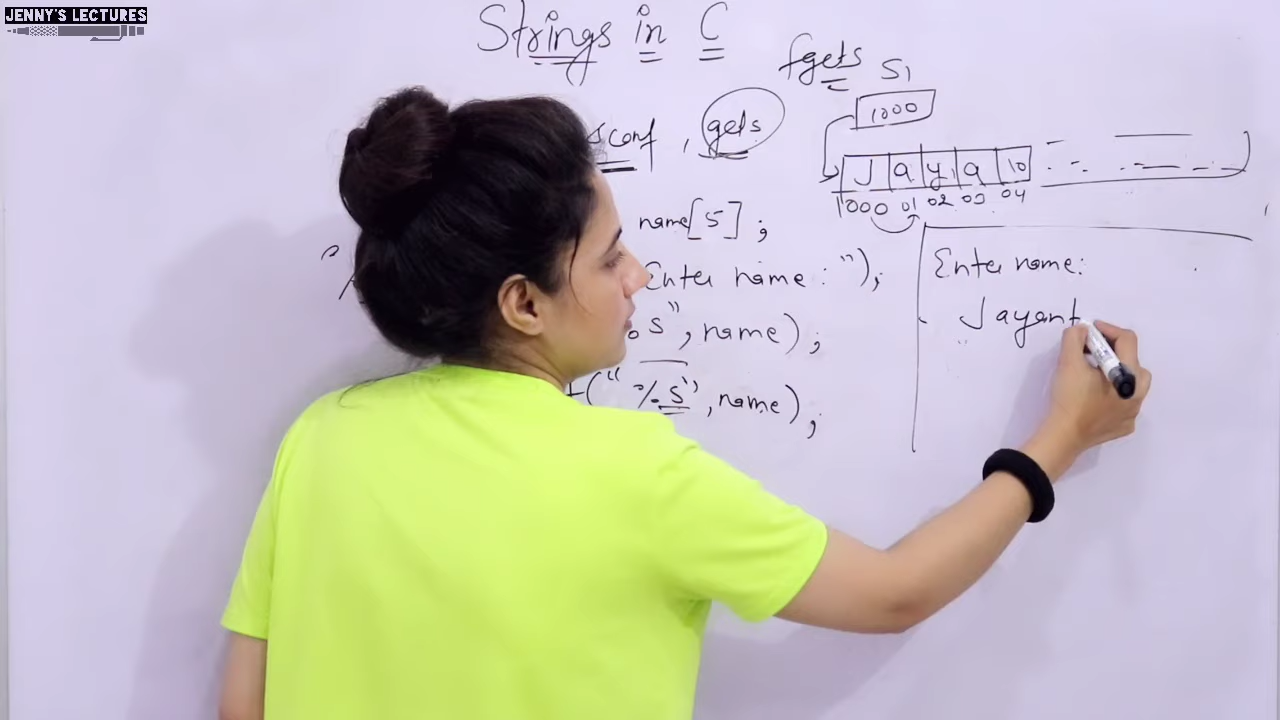 JENNY'S LECTURES
Strings in C
fgets S1
1000
scanf, gets
J a y a \0
1000 01 02 03 04
name[5];
Enter name:");
Enter name:
%s", name);
Jayant
("%s", name);